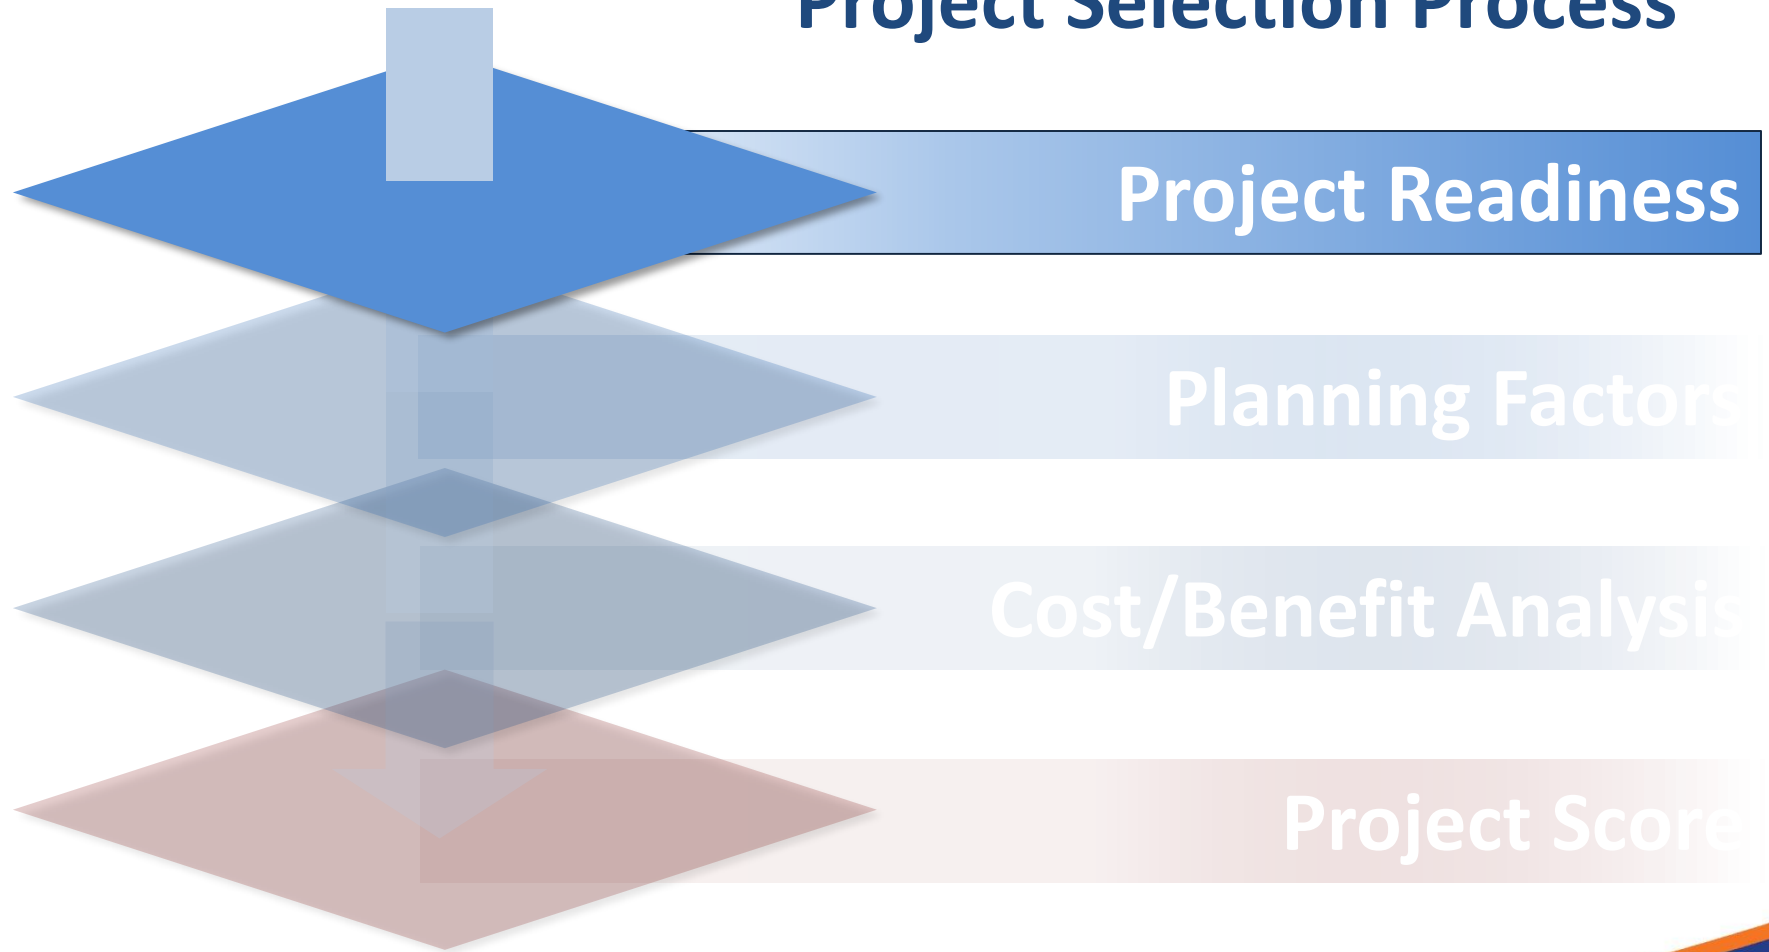 Project Selection Process
Project Readiness
Planning Factors
Cost/Benefit Analysis
Project Score